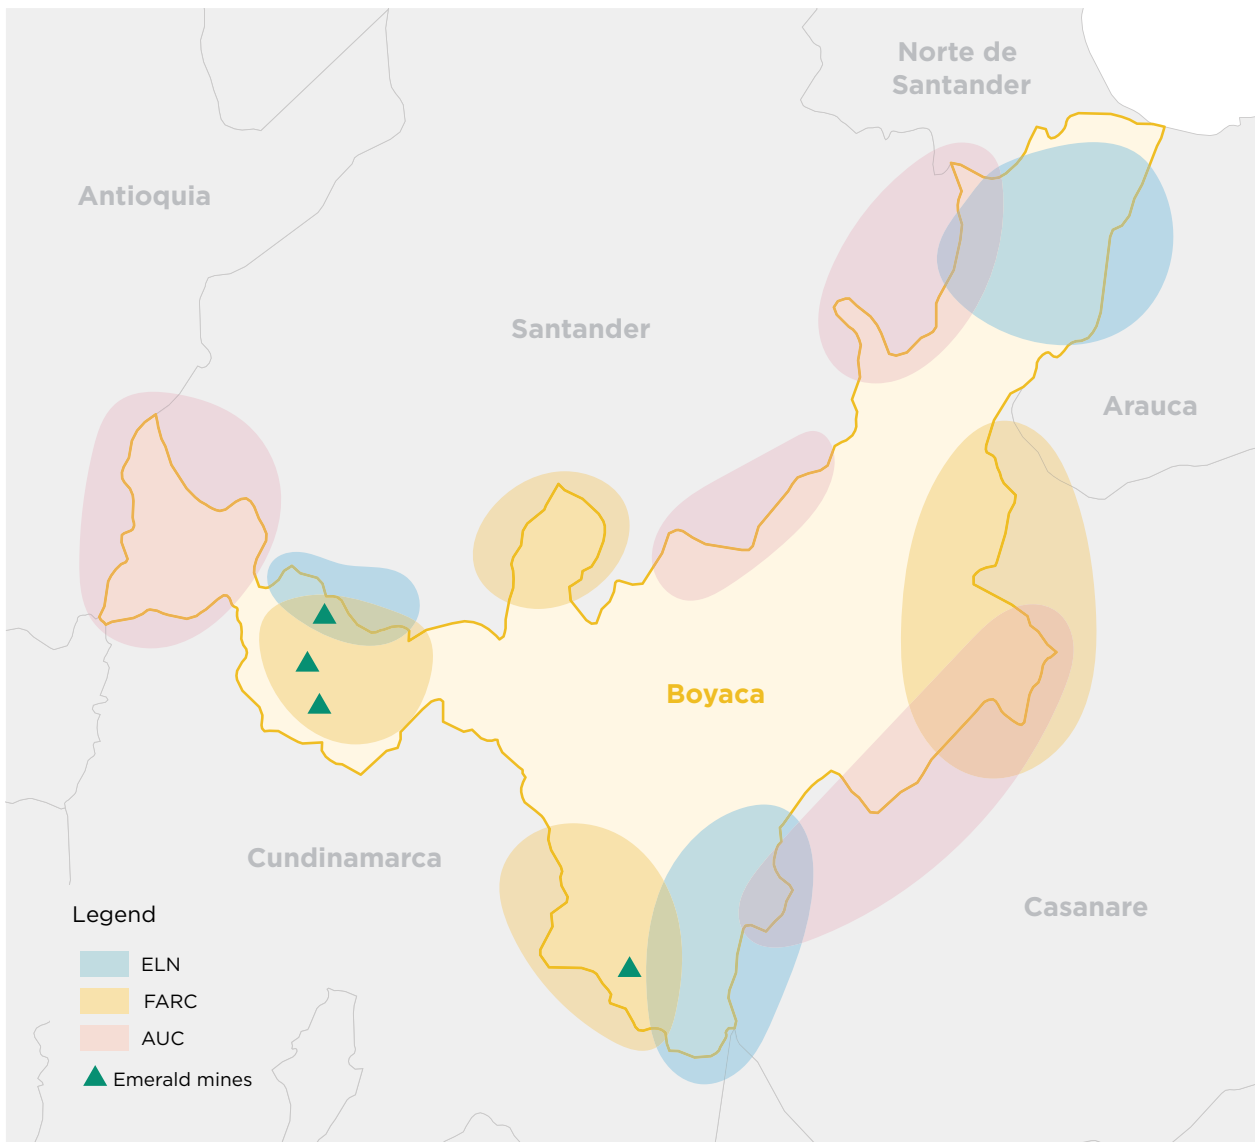 Norte de
Santander
Antioquia
Santander
Arauca
Boyaca
Cundinamarca
Casanare
Legend
ELN
FARC
AUC
Emerald mines